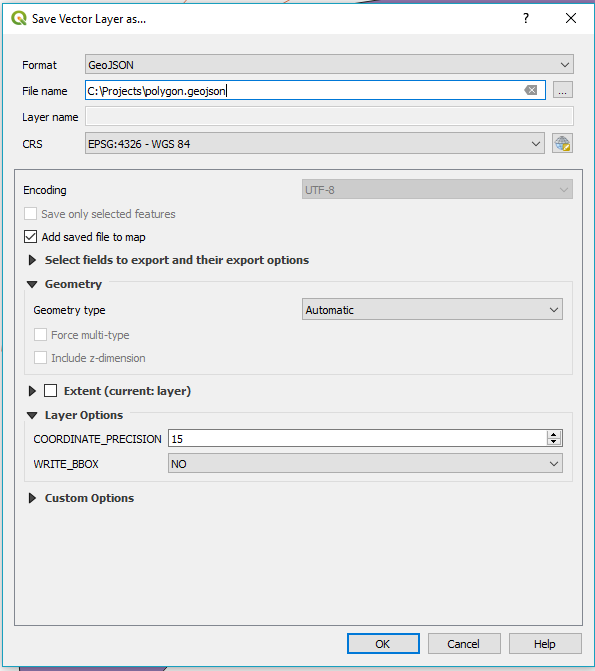 Save Vector Layer as...
? ×
Format GeoJSON
File name C:\Projects\polygon.geojson ...
Layer name
CRS EPSG:4326 - WGS 84
Encoding UTF-8
Save only selected features
Add saved file to map
Select fields to export and their export options
Geometry
Geometry type Automatic
Force multi-type
Include z-dimension
Extent (current: layer)
Layer Options
COORDINATE_PRECISION 15
WRITE_BBOX NO
Custom Options
OK Cancel Help